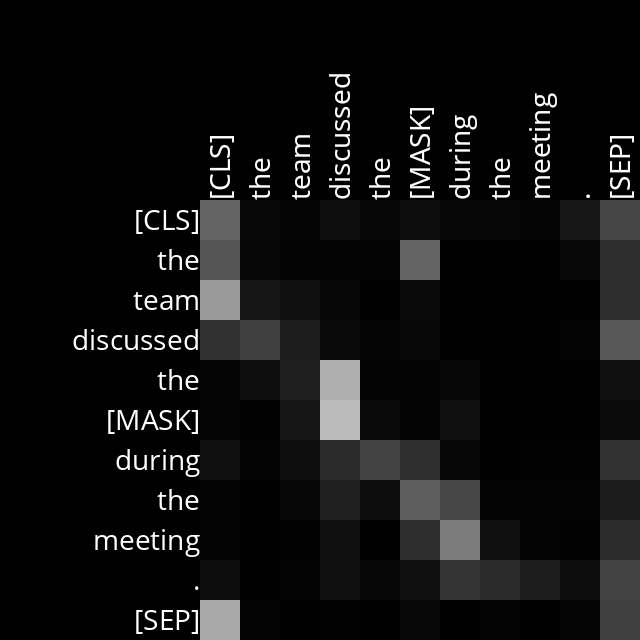 [CLS] the team discussed the [MASK] during the meeting . [SEP]
[CLS]
the
team
discussed
the
[MASK]
during
the
meeting
.
[SEP]